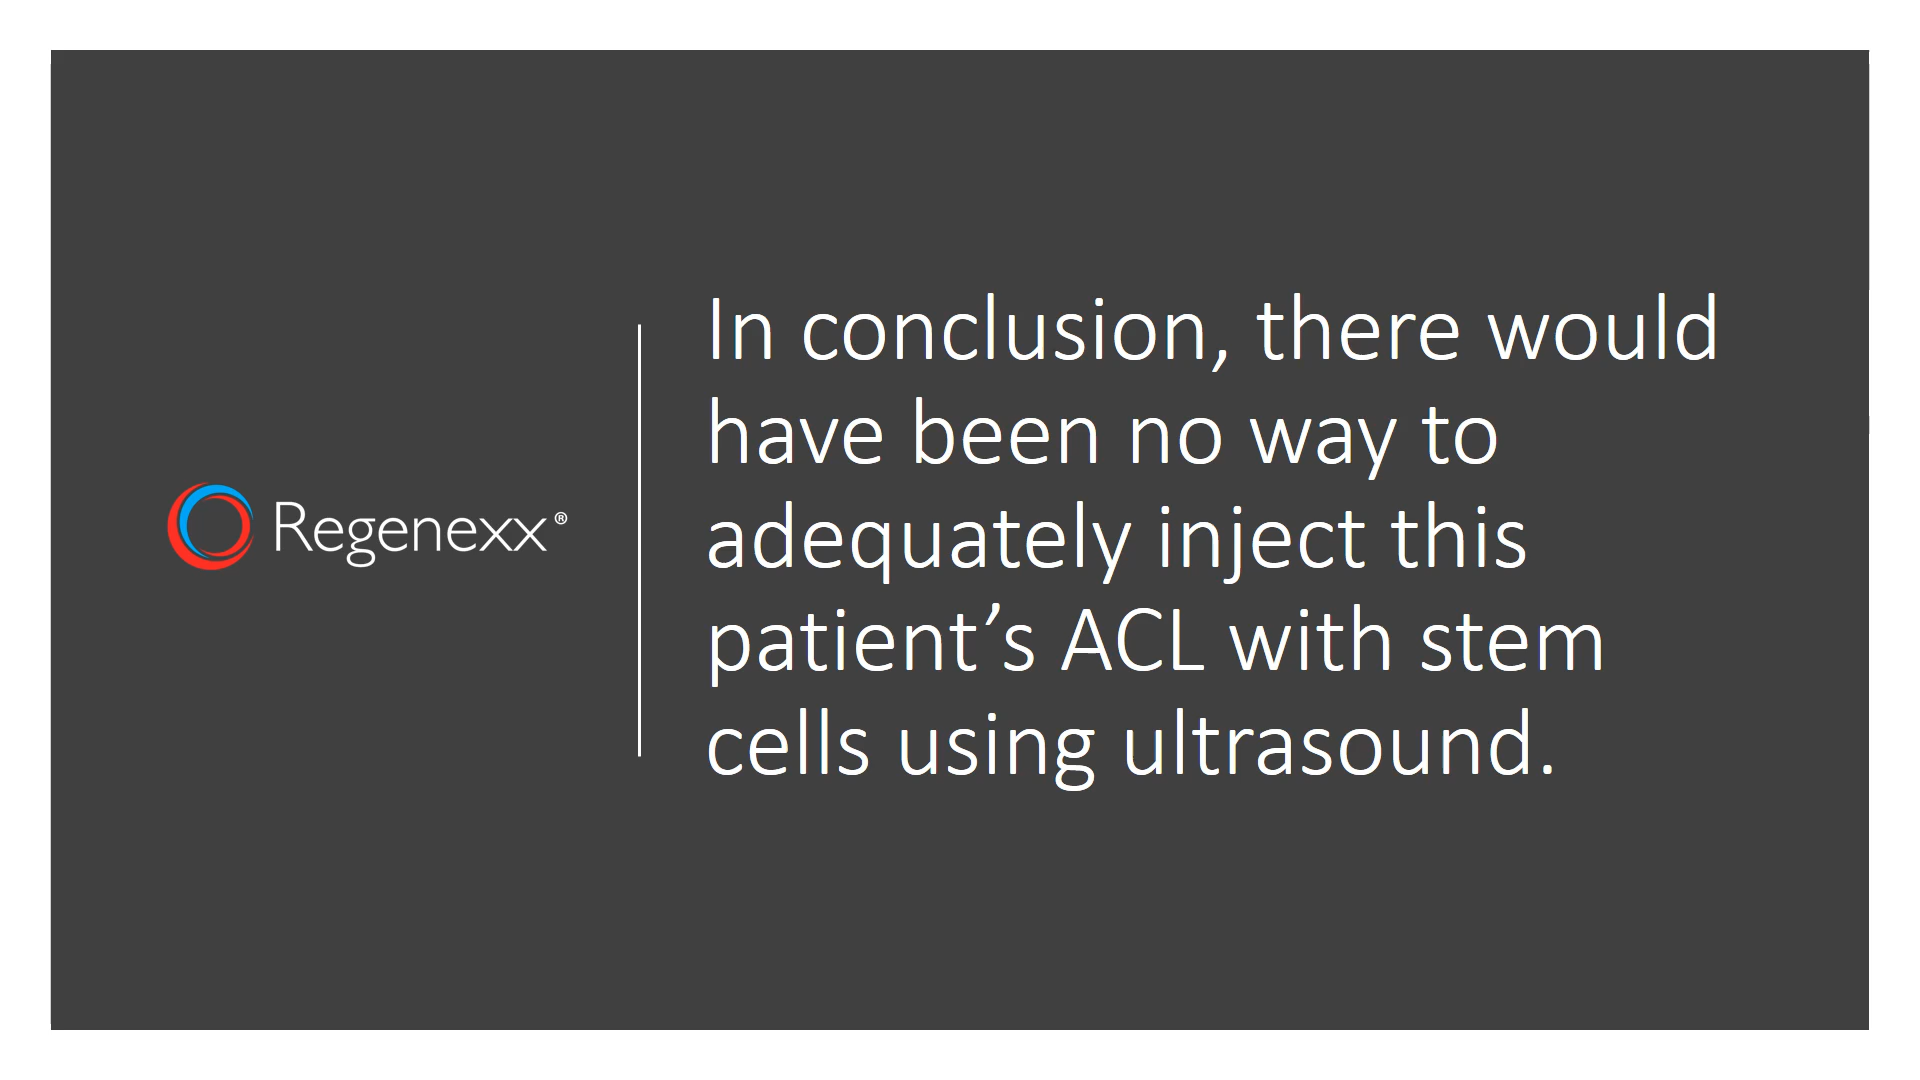 Regenexx®
In conclusion, there would
have been no way to
adequately inject this
patient’s ACL with stem
cells using ultrasound.